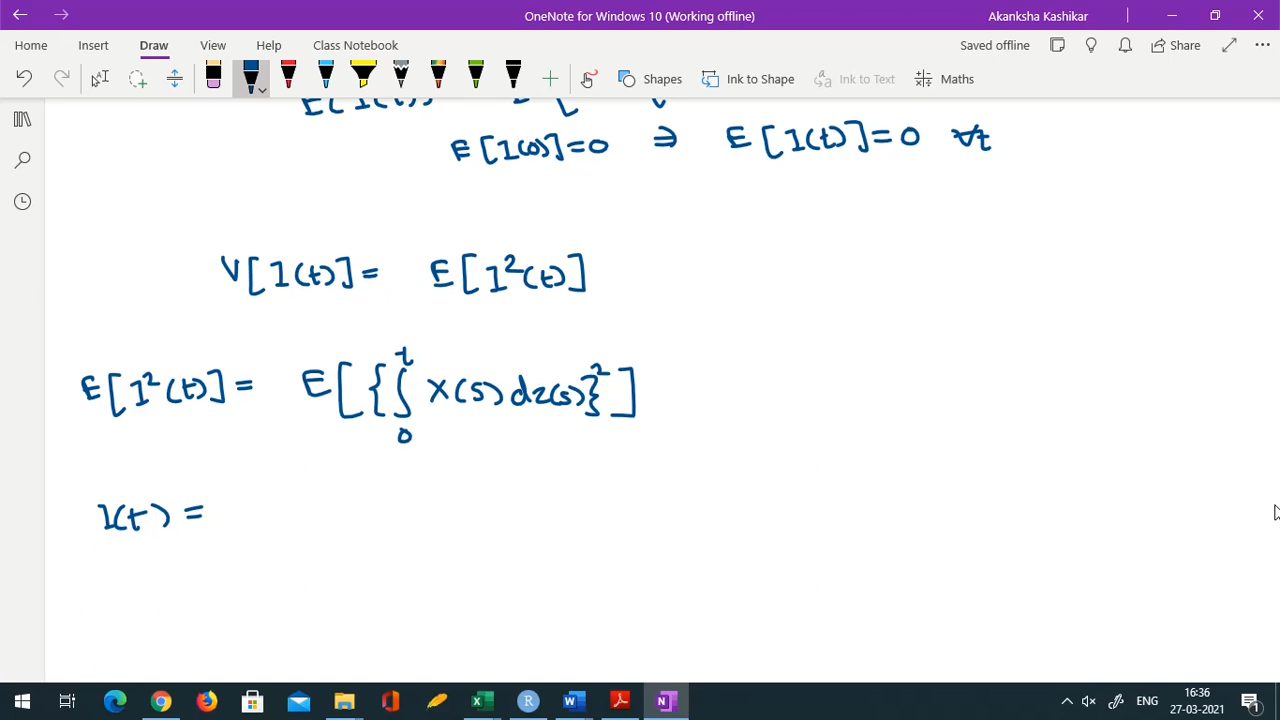 OneNote for Windows 10 (Working offline)
Akanksha Kashikar
Home Insert Draw View Help Class Notebook
Saved offline Share
Shapes Ink to Shape Ink to Text Maths
E[I(t)]
E[I(0)]=0 ⇒ E[I(t)]=0 ∀t
V[I(t)] = E[I²(t)]
E[I²(t)] = E[{∫₀ᵗ X(s) dz(s)}²]
I(t) =
ENG
16:36
27-03-2021